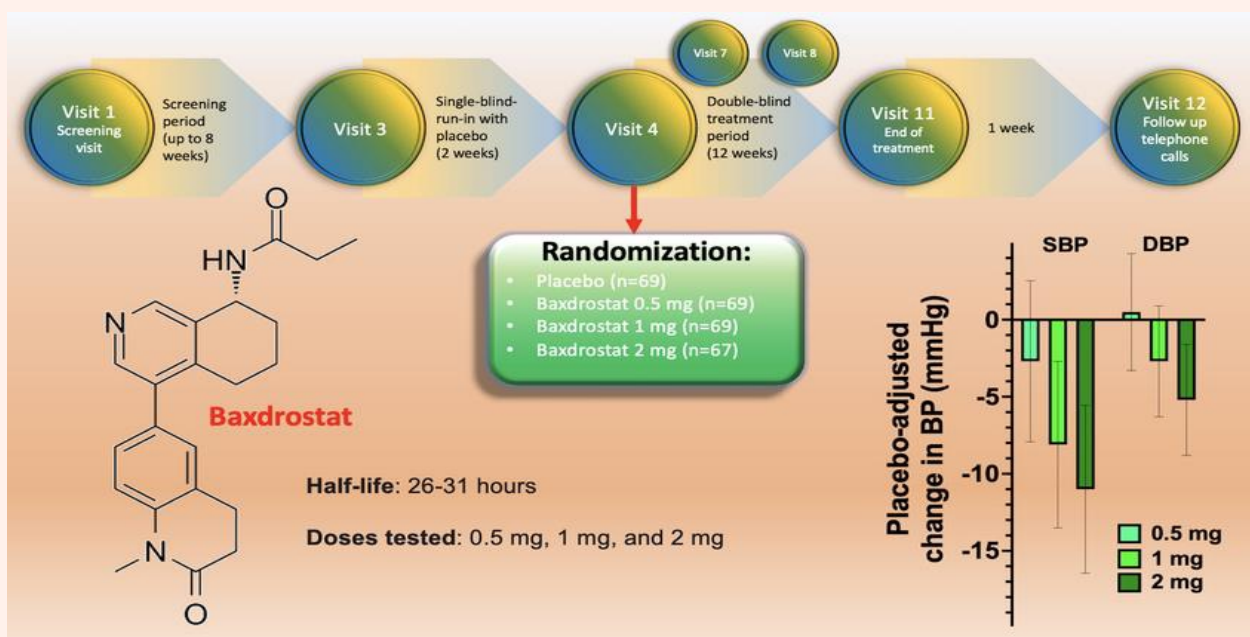 Visit 1
Screening
visit
Screening
period
(up to 8
weeks)
Visit 3
Single-blind-
run-in with
placebo
(2 weeks)
Visit 4
Visit 7
Visit 8
Double-blind
treatment
period
(12 weeks)
Visit 11
End of
treatment
1 week
Visit 12
Follow up
telephone
calls
Randomization:
• Placebo (n=69)
• Baxdrostat 0.5 mg (n=69)
• Baxdrostat 1 mg (n=69)
• Baxdrostat 2 mg (n=67)
O
HN
N
Baxdrostat
N
O
Half-life: 26-31 hours
Doses tested: 0.5 mg, 1 mg, and 2 mg
SBP DBP
Placebo-adjusted
change in BP (mmHg)
0
-5
-10
-15
0.5 mg
1 mg
2 mg